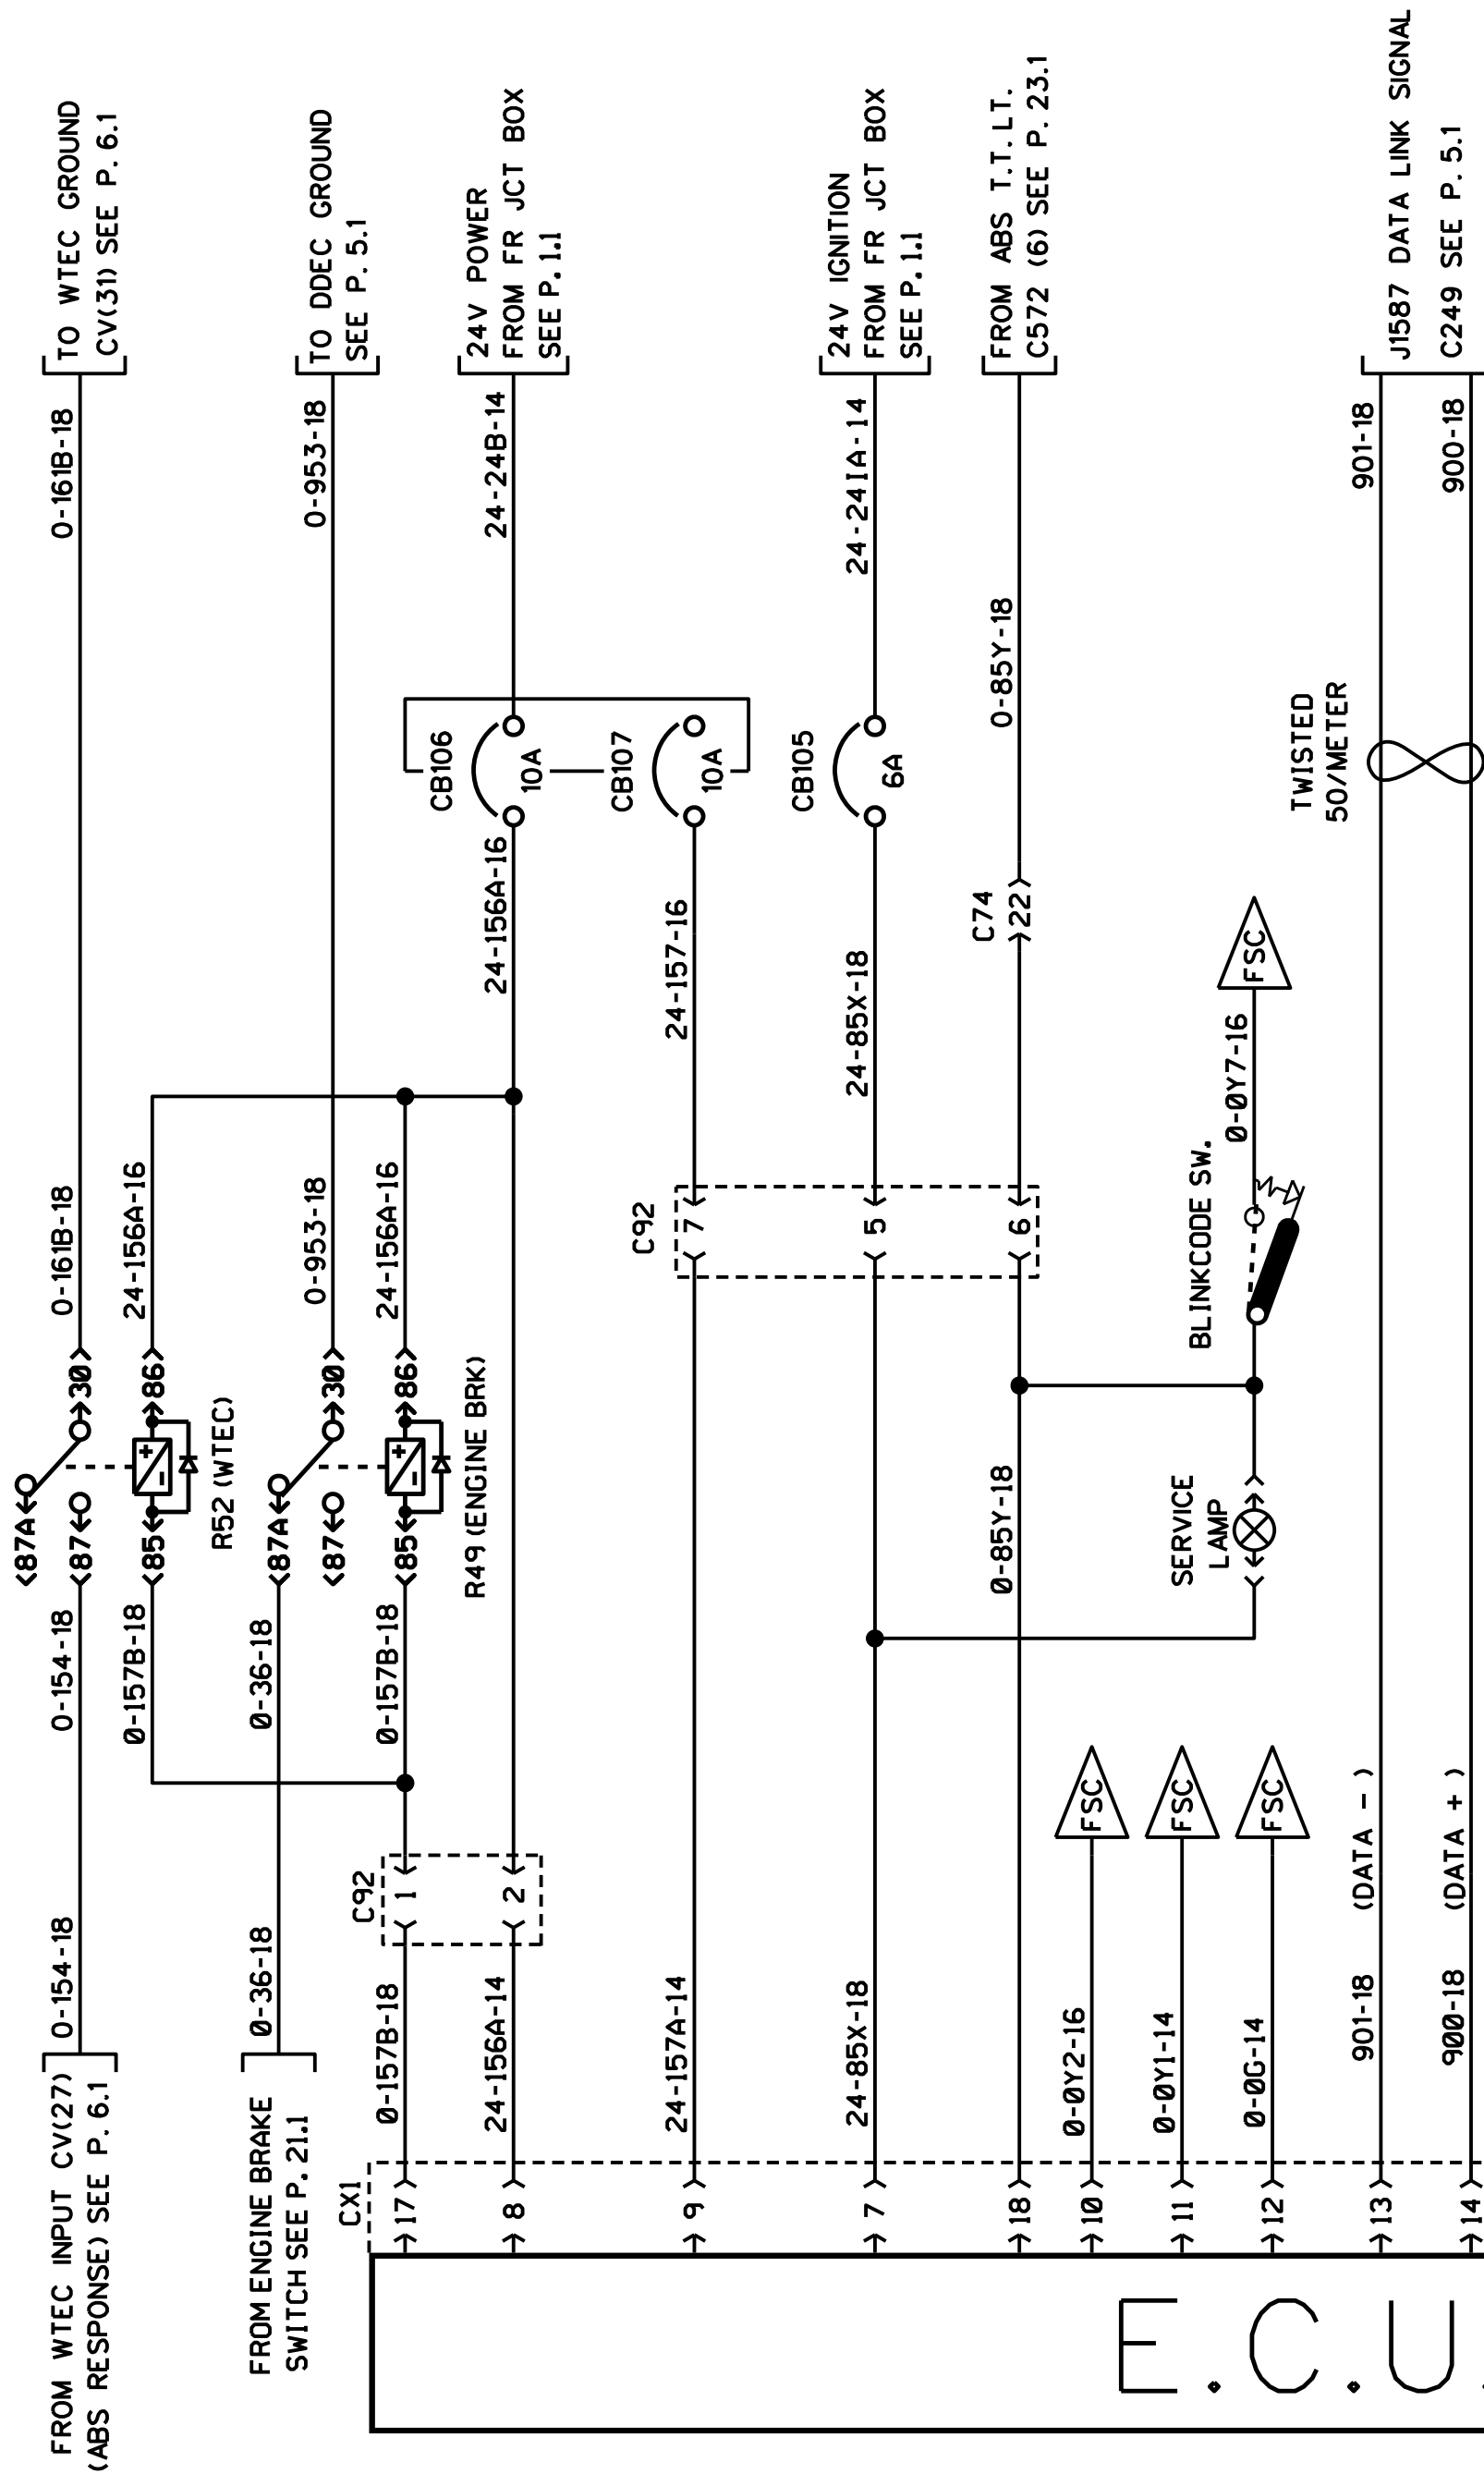 TO WTEC GROUND
CV(31) SEE P. 6.1
0-161B-18
0-161B-18
30
87A
87
0-154-18
0-154-18
FROM WTEC INPUT CV(27)
(ABS RESPONSE) SEE P. 6.1
24-156A-16
86
+
-
85
0-157B-18
R52 (WTEC)
TO DDEC GROUND
SEE P. 5.1
0-953-18
0-953-18
30
87A
87
0-36-18
0-36-18
FROM ENGINE BRAKE
SWITCH SEE P. 21.1
24-156A-16
86
+
-
85
0-157B-18
R49 (ENGINE BRK)
C92
1
2
0-157B-18
CX1
17
24V POWER
FROM FR JCT BOX
SEE P. 1.1
24-24B-14
CB106
10A
24-156A-16
24-156A-14
8
CB107
10A
24-157-16
C92
7
5
6
24-157A-14
9
24V IGNITION
FROM FR JCT BOX
SEE P. 1.1
24-24IA-14
CB105
6A
24-85X-18
24-85X-18
7
FROM ABS T.T.LT.
C572 (6) SEE P. 23.1
0-85Y-18
C74
22
0-85Y-18
18
FSC
0-0Y2-16
10
FSC
0-0Y1-14
11
FSC
0-0G-14
12
BLINKCODE SW.
0-0Y7-16
FSC
SERVICE
LAMP
TWISTED
50/METER
J1587 DATA LINK SIGNAL
C249 SEE P. 5.1
901-18
(DATA - )
901-18
13
900-18
(DATA + )
900-18
14
E.C.U.